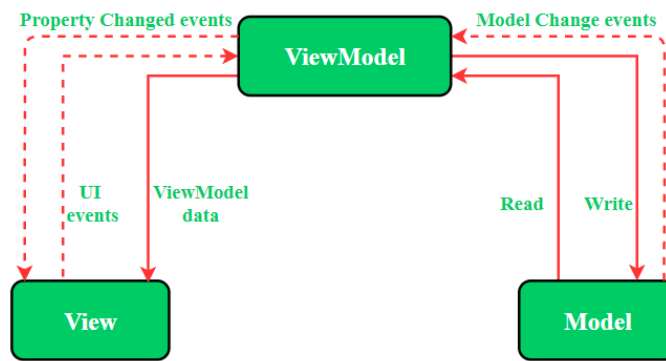 Property Changed events
Model Change events
ViewModel
UI
events
ViewModel
data
Read
Write
View
Model